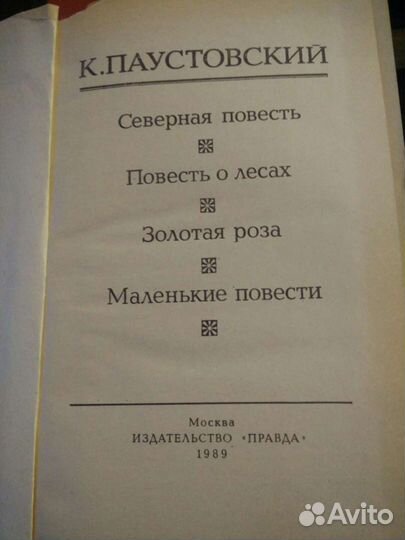 К.ПАУСТОВСКИЙ
Северная повесть
Повесть о лесах
Золотая роза
Маленькие повести
Москва
ИЗДАТЕЛЬСТВО «ПРАВДА»
1989
Avito